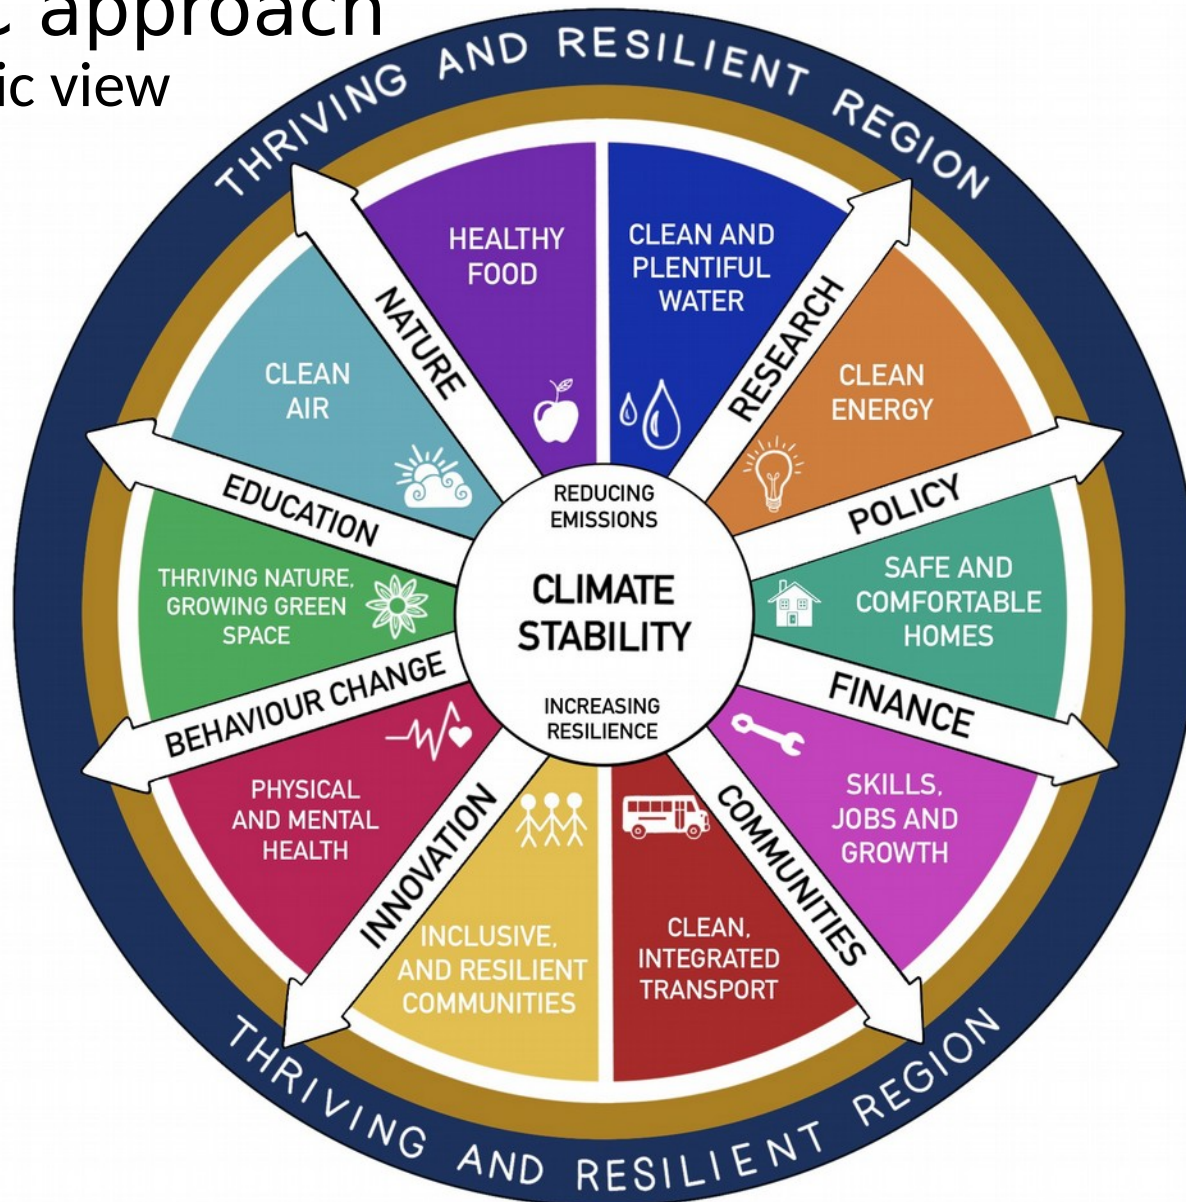 approach
ic view
THRIVING AND RESILIENT REGION
HEALTHY
FOOD
CLEAN AND
PLENTIFUL
WATER
RESEARCH
CLEAN
ENERGY
POLICY
SAFE AND
COMFORTABLE
HOMES
FINANCE
SKILLS,
JOBS AND
GROWTH
COMMUNITIES
CLEAN,
INTEGRATED
TRANSPORT
INCLUSIVE,
AND RESILIENT
COMMUNITIES
INNOVATION
PHYSICAL
AND MENTAL
HEALTH
BEHAVIOUR CHANGE
THRIVING NATURE,
GROWING GREEN
SPACE
EDUCATION
CLEAN
AIR
NATURE
REDUCING
EMISSIONS
CLIMATE
STABILITY
INCREASING
RESILIENCE
THRIVING AND RESILIENT REGION